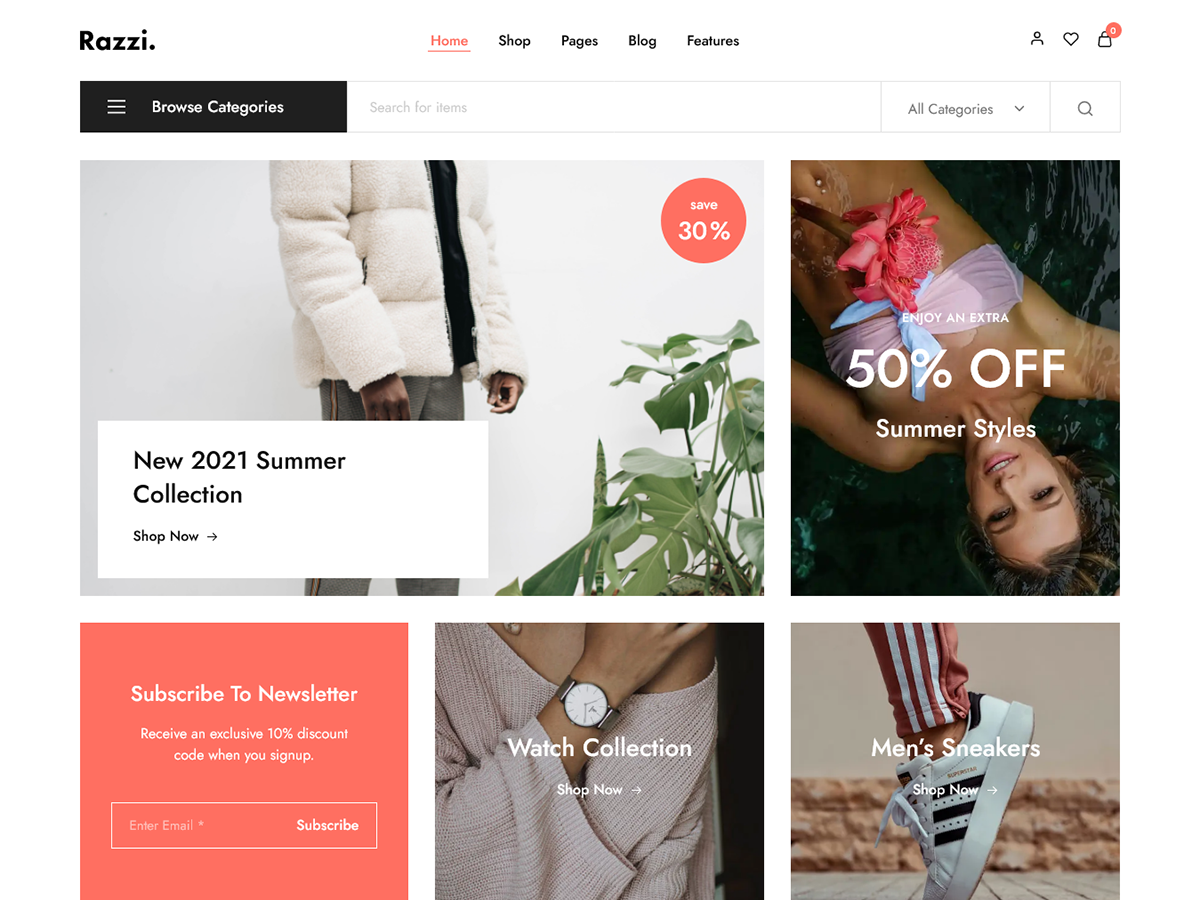 Razzi.
Home
Shop
Pages
Blog
Features
0
Browse Categories
Search for items
All Categories
save
30%
New 2021 Summer
Collection
Shop Now →
ENJOY AN EXTRA
50% OFF
Summer Styles
Subscribe To Newsletter
Receive an exclusive 10% discount
code when you signup.
Enter Email *
Subscribe
Watch Collection
Shop Now →
Men’s Sneakers
SUPERSTAR
Shop Now →